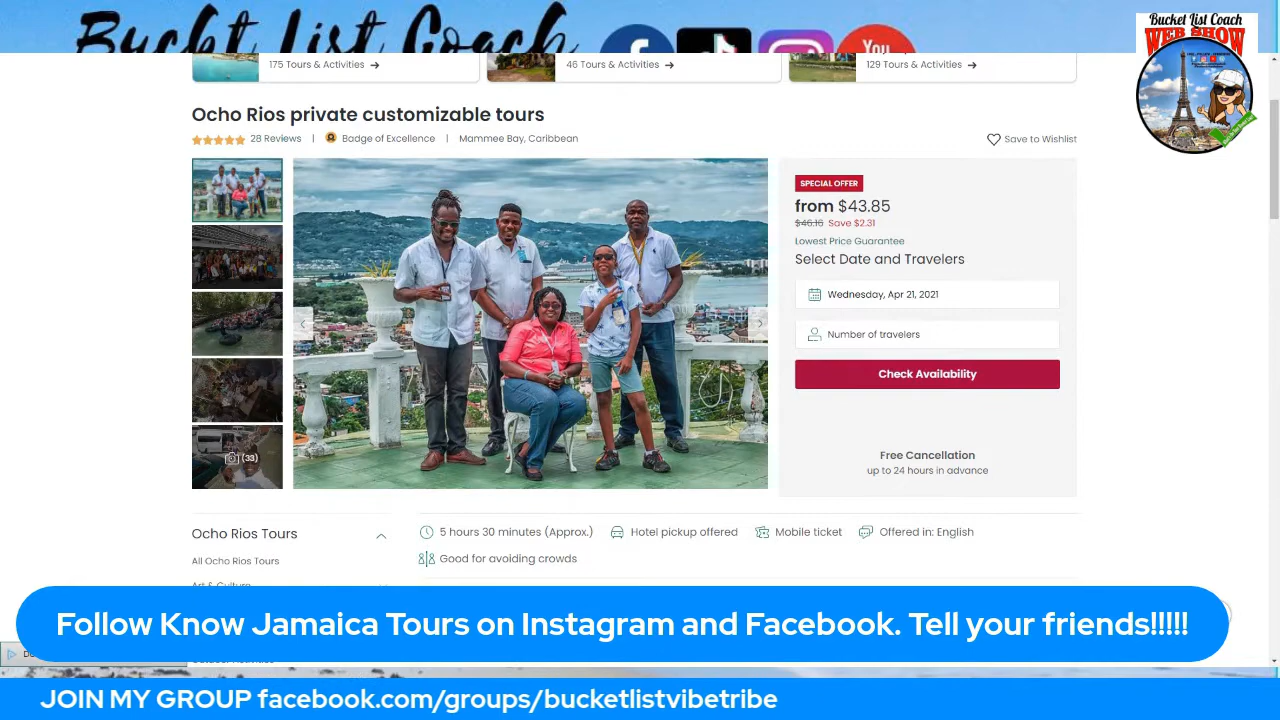 Bucket List Coach
You
Bucket List Coach
WEB SHOW
175 Tours & Activities →
46 Tours & Activities →
129 Tours & Activities →
Ocho Rios private customizable tours
28 Reviews | Badge of Excellence | Mammee Bay, Caribbean
Save to Wishlist
SPECIAL OFFER
from $43.85
$46.16 Save $2.31
Lowest Price Guarantee
Select Date and Travelers
Wednesday, Apr 21, 2021
Number of travelers
Check Availability
(33)
Free Cancellation
up to 24 hours in advance
Ocho Rios Tours
5 hours 30 minutes (Approx.)
Hotel pickup offered
Mobile ticket
Offered in: English
All Ocho Rios Tours
Good for avoiding crowds
Art & Culture
Follow Know Jamaica Tours on Instagram and Facebook. Tell your friends!!!!!
JOIN MY GROUP facebook.com/groups/bucketlistvibetribe